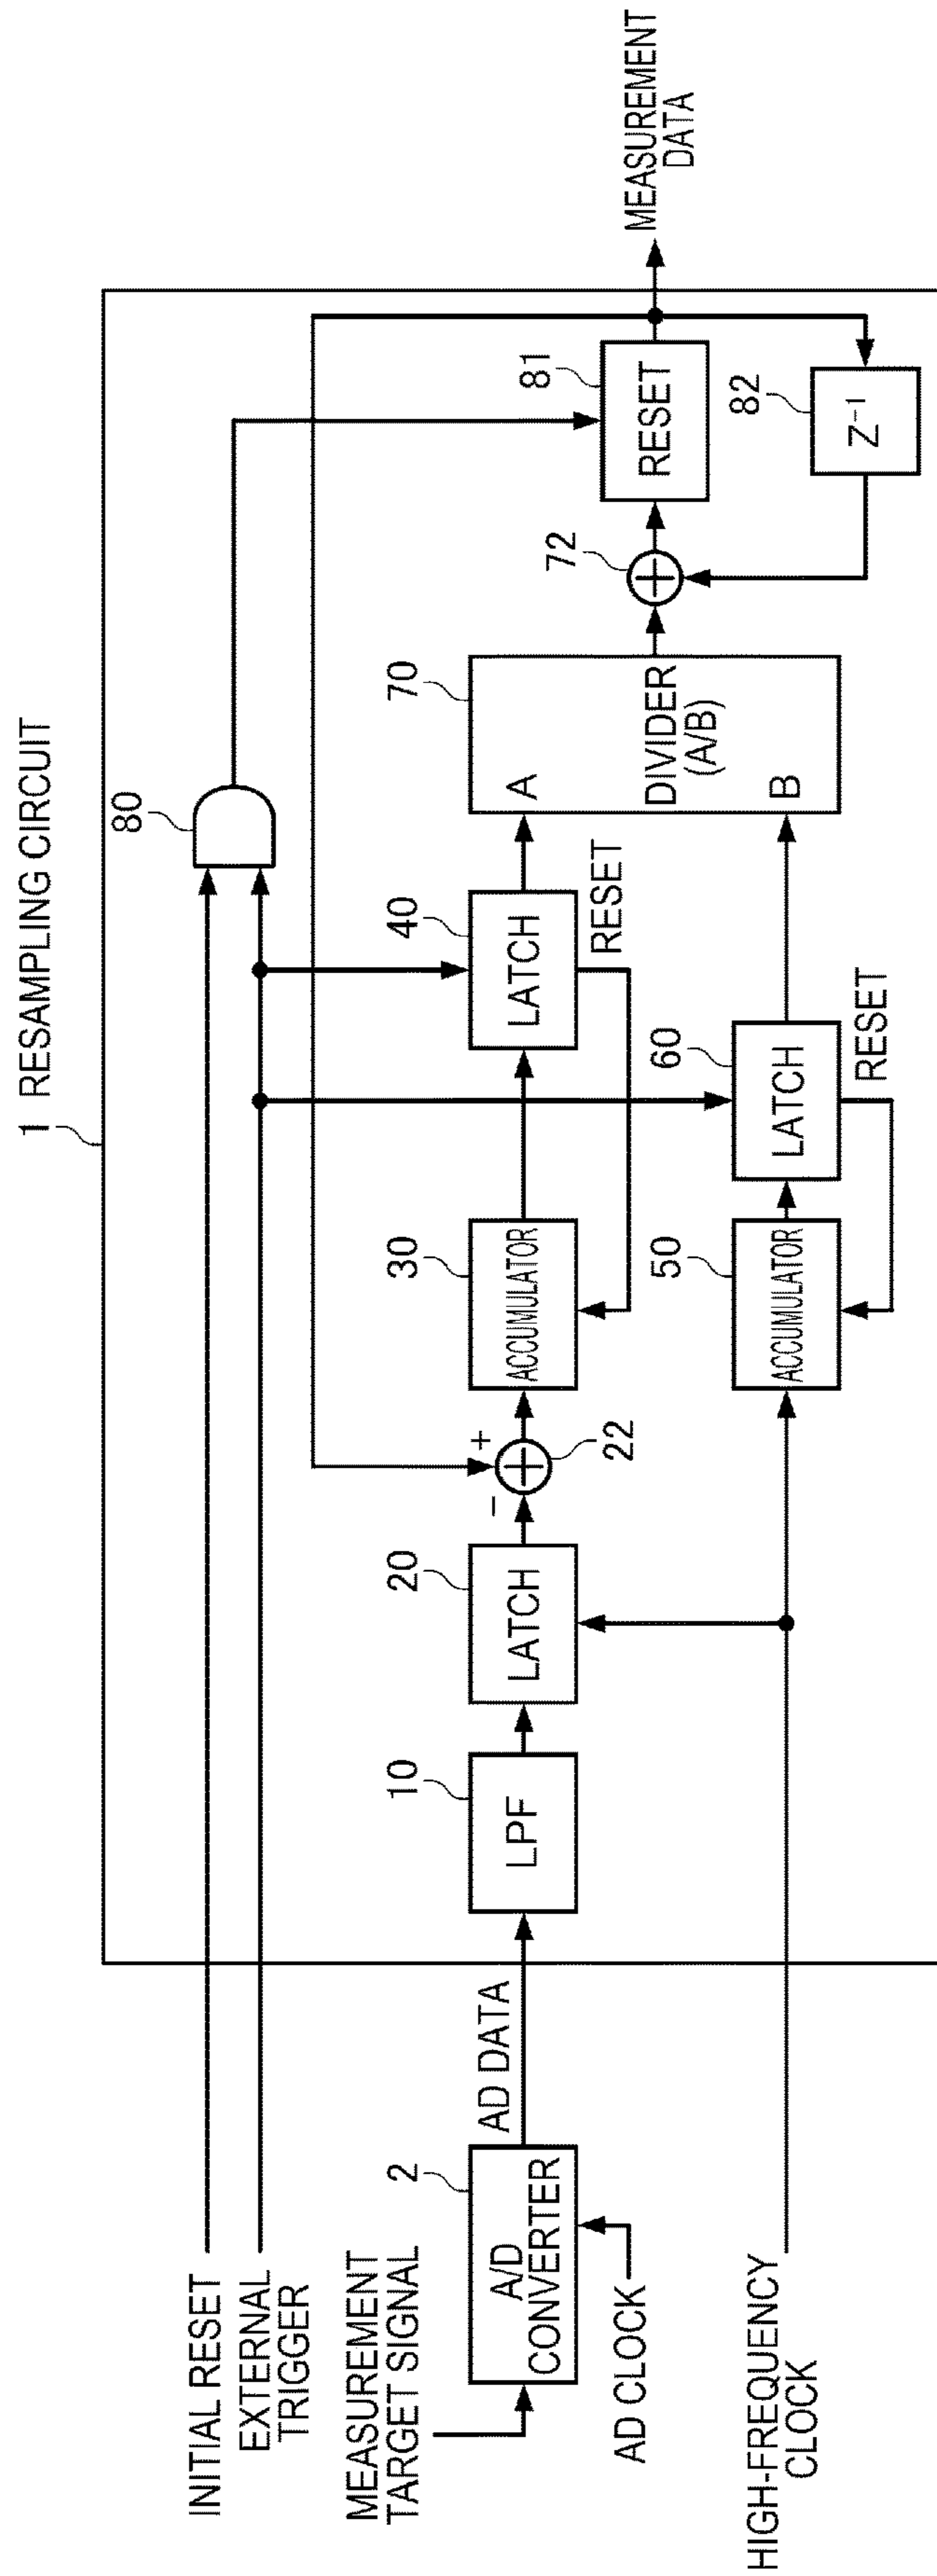 1 RESAMPLING CIRCUIT
INITIAL RESET
EXTERNAL
TRIGGER
80
MEASUREMENT
TARGET SIGNAL
2
A/D
CONVERTER
AD CLOCK
AD DATA
10
LPF
20
LATCH
−
+
22
30
ACCUMULATOR
40
LATCH
RESET
HIGH-FREQUENCY
CLOCK
50
ACCUMULATOR
60
LATCH
RESET
70
A
DIVIDER
(A/B)
B
72
81
RESET
82
Z⁻¹
MEASUREMENT
DATA